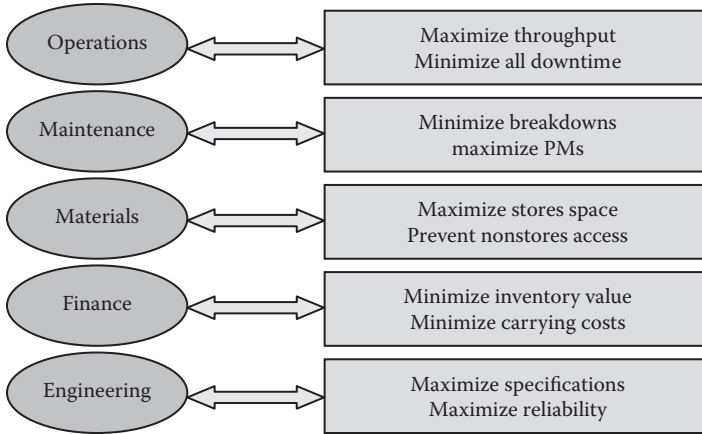 Operations
Maximize throughput
Minimize all downtime
Maintenance
Minimize breakdowns
maximize PMs
Materials
Maximize stores space
Prevent nonstores access
Finance
Minimize inventory value
Minimize carrying costs
Engineering
Maximize specifications
Maximize reliability